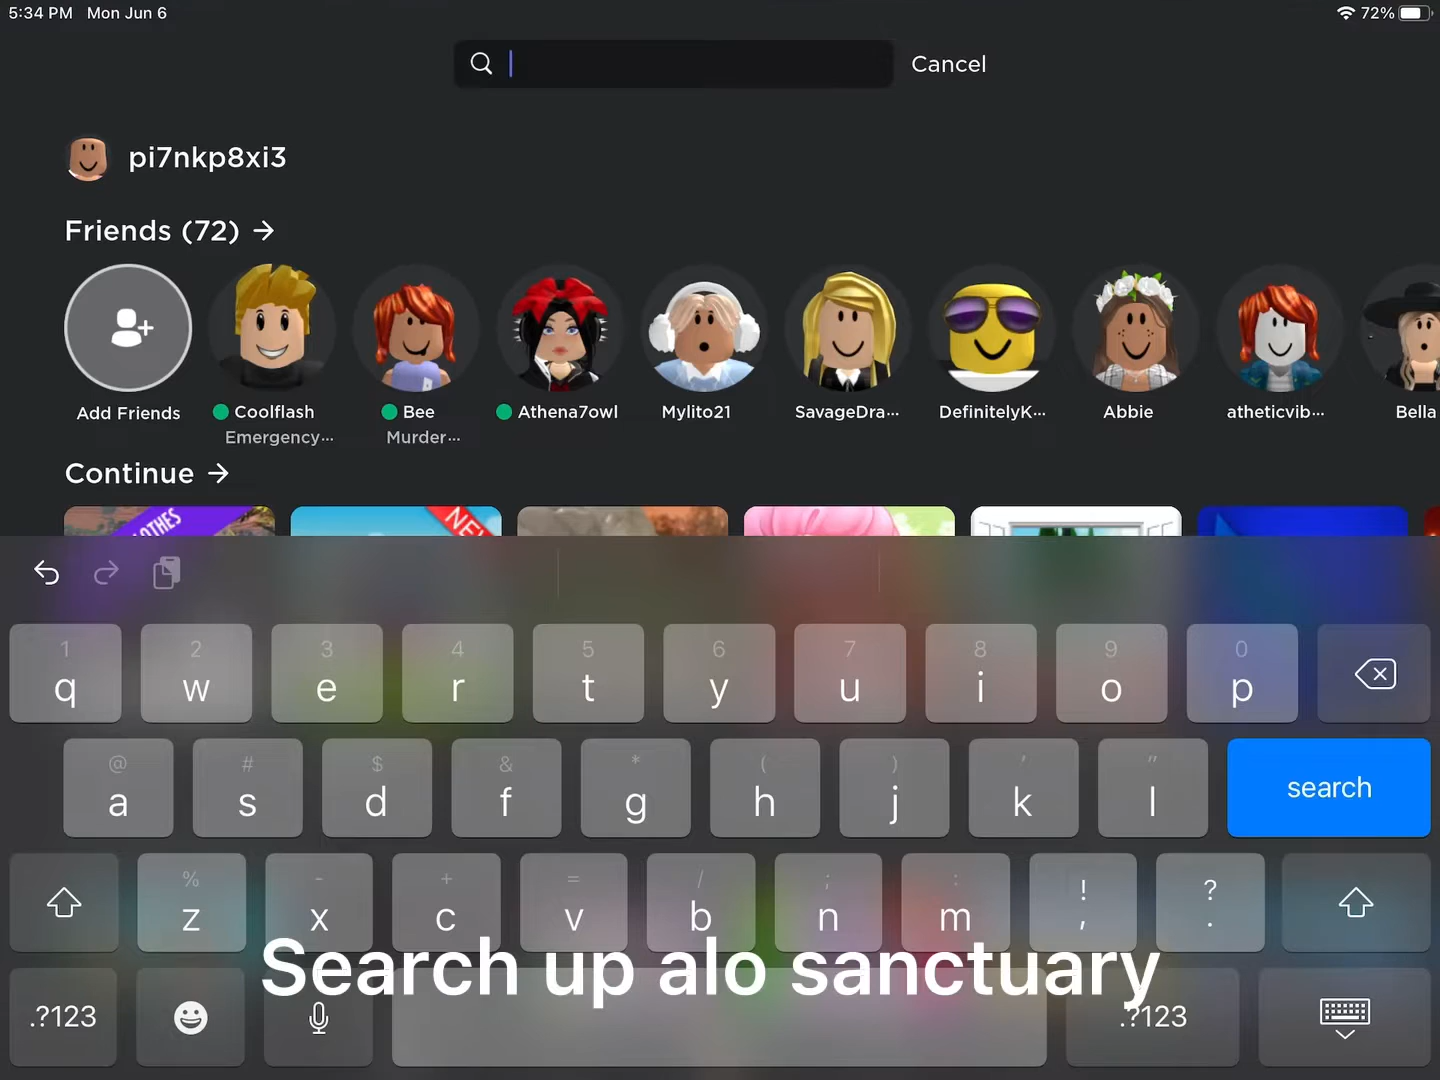 5:34 PM Mon Jun 6
72%
Cancel
pi7nkp8xi3
Friends (72) →
Add Friends
Coolflash
Emergency...
Bee
Murder...
Athena7owl
Mylito21
SavageDra...
DefinitelyK...
Abbie
atheticvib...
Bella
Continue →
OTHES
NEW
1 2 3 4 5 6 7 8 9 0
q w e r t y u i o p
@ # $ & * ( ) ' "
a s d f g h j k l search
% - + = / ; : ! ?
z x c v b n m , .
Search up alo sanctuary
.?123 .?123